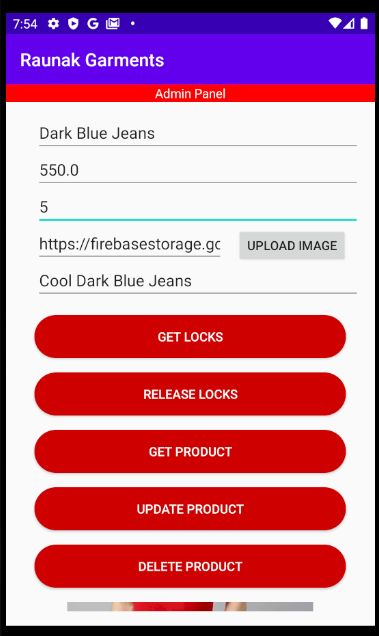 7:54
Raunak Garments
Admin Panel
Dark Blue Jeans
550.0
5
https://firebasestorage.gc UPLOAD IMAGE
Cool Dark Blue Jeans
GET LOCKS
RELEASE LOCKS
GET PRODUCT
UPDATE PRODUCT
DELETE PRODUCT